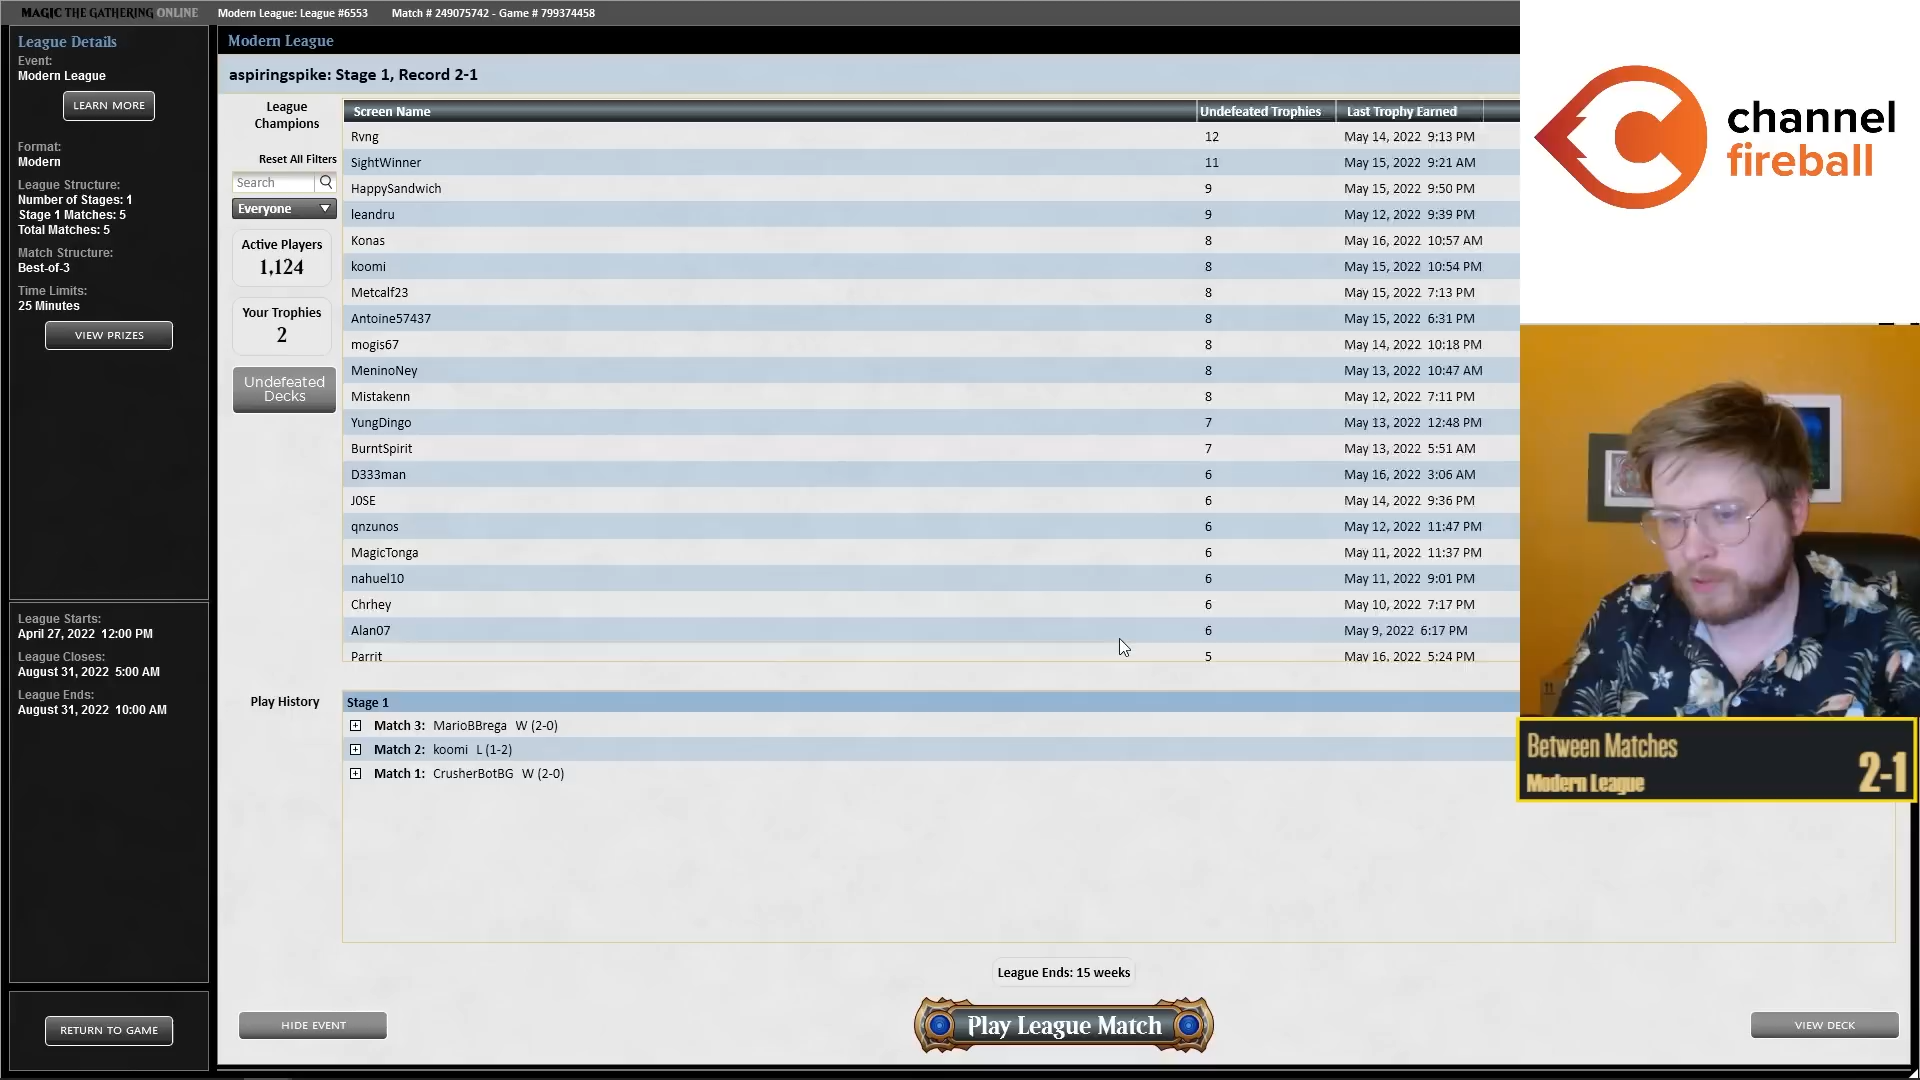 MAGIC THE GATHERING ONLINE
Modern League: League #6553
Match # 249075742 - Game # 799374458
League Details
Event:
Modern League
LEARN MORE
Format:
Modern
League Structure:
Number of Stages: 1
Stage 1 Matches: 5
Total Matches: 5
Match Structure:
Best-of-3
Time Limits:
25 Minutes
VIEW PRIZES
League Starts:
April 27, 2022 12:00 PM
League Closes:
August 31, 2022 5:00 AM
League Ends:
August 31, 2022 10:00 AM
RETURN TO GAME
Modern League
aspiringspike: Stage 1, Record 2-1
League
Champions
Reset All Filters
Search
Everyone
Active Players
1,124
Your Trophies
2
Undefeated
Decks
Screen Name Undefeated Trophies Last Trophy Earned
Rvng 12 May 14, 2022 9:13 PM
SightWinner 11 May 15, 2022 9:21 AM
HappySandwich 9 May 15, 2022 9:50 PM
leandru 9 May 12, 2022 9:39 PM
Konas 8 May 16, 2022 10:57 AM
koomi 8 May 15, 2022 10:54 PM
Metcalf23 8 May 15, 2022 7:13 PM
Antoine57437 8 May 15, 2022 6:31 PM
mogis67 8 May 14, 2022 10:18 PM
MeninoNey 8 May 13, 2022 10:47 AM
Mistakenn 8 May 12, 2022 7:11 PM
YungDingo 7 May 13, 2022 12:48 PM
BurntSpirit 7 May 13, 2022 5:51 AM
D333man 6 May 16, 2022 3:06 AM
J0SE 6 May 14, 2022 9:36 PM
qnzunos 6 May 12, 2022 11:47 PM
MagicTonga 6 May 11, 2022 11:37 PM
nahuel10 6 May 11, 2022 9:01 PM
Chrhey 6 May 10, 2022 7:17 PM
Alan07 6 May 9, 2022 6:17 PM
Parrit 5 May 16, 2022 5:24 PM
Play History
Stage 1
Match 3: MarioBBrega W (2-0)
Match 2: koomi L (1-2)
Match 1: CrusherBotBG W (2-0)
League Ends: 15 weeks
HIDE EVENT
Play League Match
VIEW DECK
channel
fireball
Between Matches
Modern League
2-1